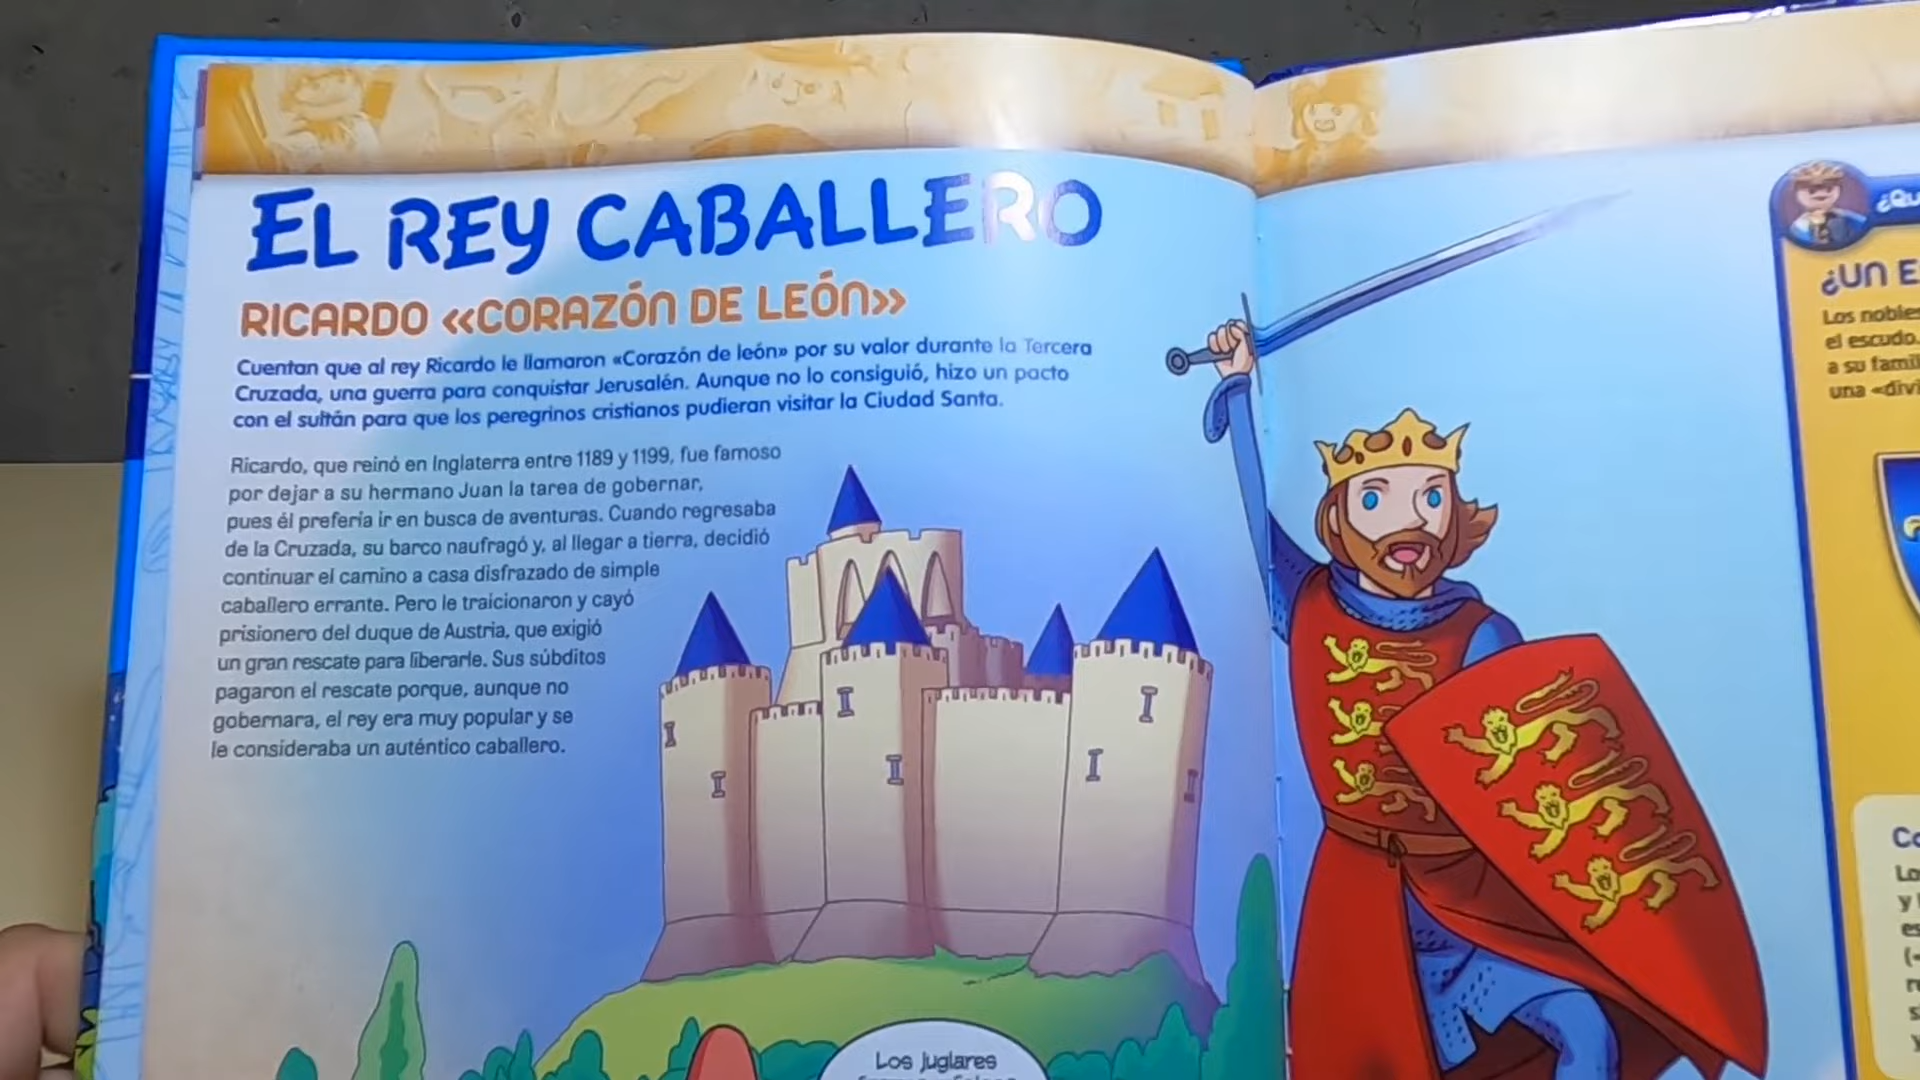 EL REY CABALLERO
RICARDO «CORAZÓN DE LEÓN»
Cuentan que al rey Ricardo le llamaron «Corazón de león» por su valor durante la Tercera
Cruzada, una guerra para conquistar Jerusalén. Aunque no lo consiguió, hizo un pacto
con el sultán para que los peregrinos cristianos pudieran visitar la Ciudad Santa.
Ricardo, que reinó en Inglaterra entre 1189 y 1199, fue famoso
por dejar a su hermano Juan la tarea de gobernar,
pues él prefería ir en busca de aventuras. Cuando regresaba
de la Cruzada, su barco naufragó y, al llegar a tierra, decidió
continuar el camino a casa disfrazado de simple
caballero errante. Pero le traicionaron y cayó
prisionero del duque de Austria, que exigió
un gran rescate para liberarle. Sus súbditos
pagaron el rescate porque, aunque no
gobernara, el rey era muy popular y se
le consideraba un auténtico caballero.
Los juglares
¿UN
Los nobles
el escudo.
a su
una